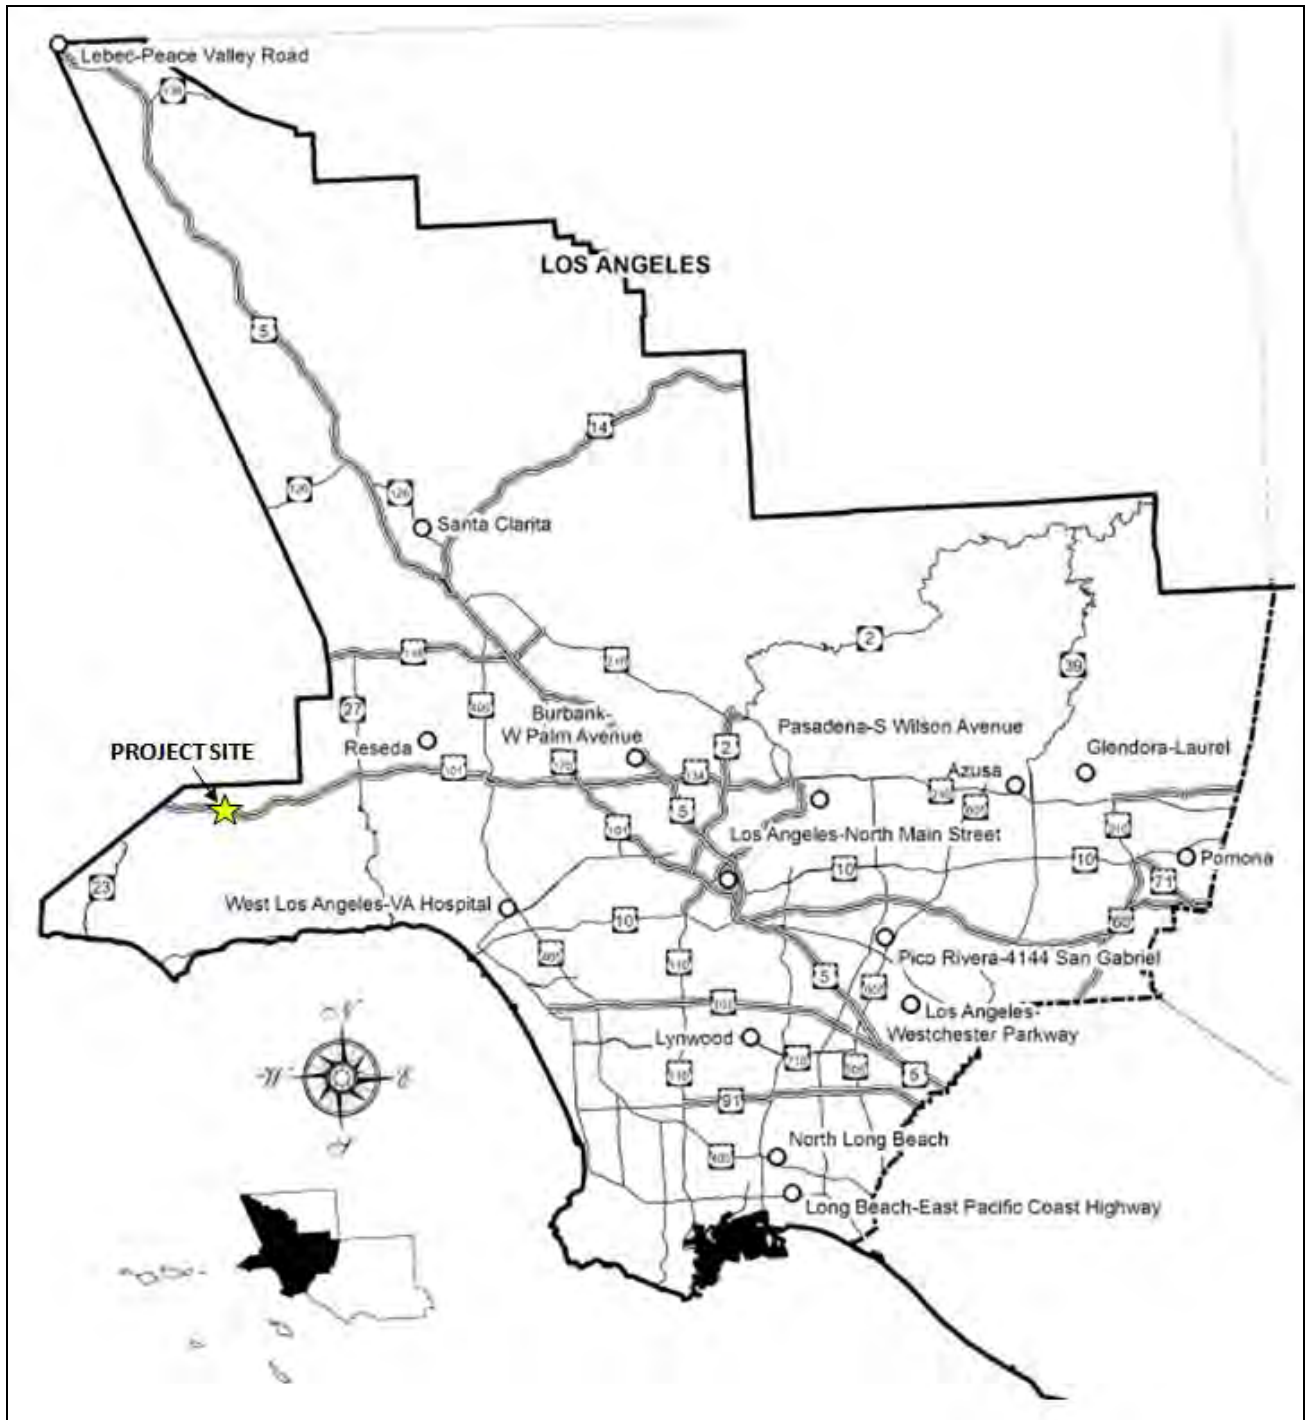 Lebec-Peace Valley Road
138
LOS ANGELES
5
14
126
126
Santa Clarita
2
118
210
39
27
405
Burbank-
W Palm Avenue
Pasadena-S Wilson Avenue
Reseda
2
Glendora-Laurel
PROJECT SITE
101
170
134
Azusa
210
605
5
101
Los Angeles-North Main Street
210
10
10
Pomona
71
23
West Los Angeles-VA Hospital
10
60
405
110
5
Pico Rivera-4144 San Gabriel
605
Los Angeles-
Westchester Parkway
Lynwood
710
605
110
5
91
North Long Beach
405
Long Beach-East Pacific Coast Highway
N
W
E